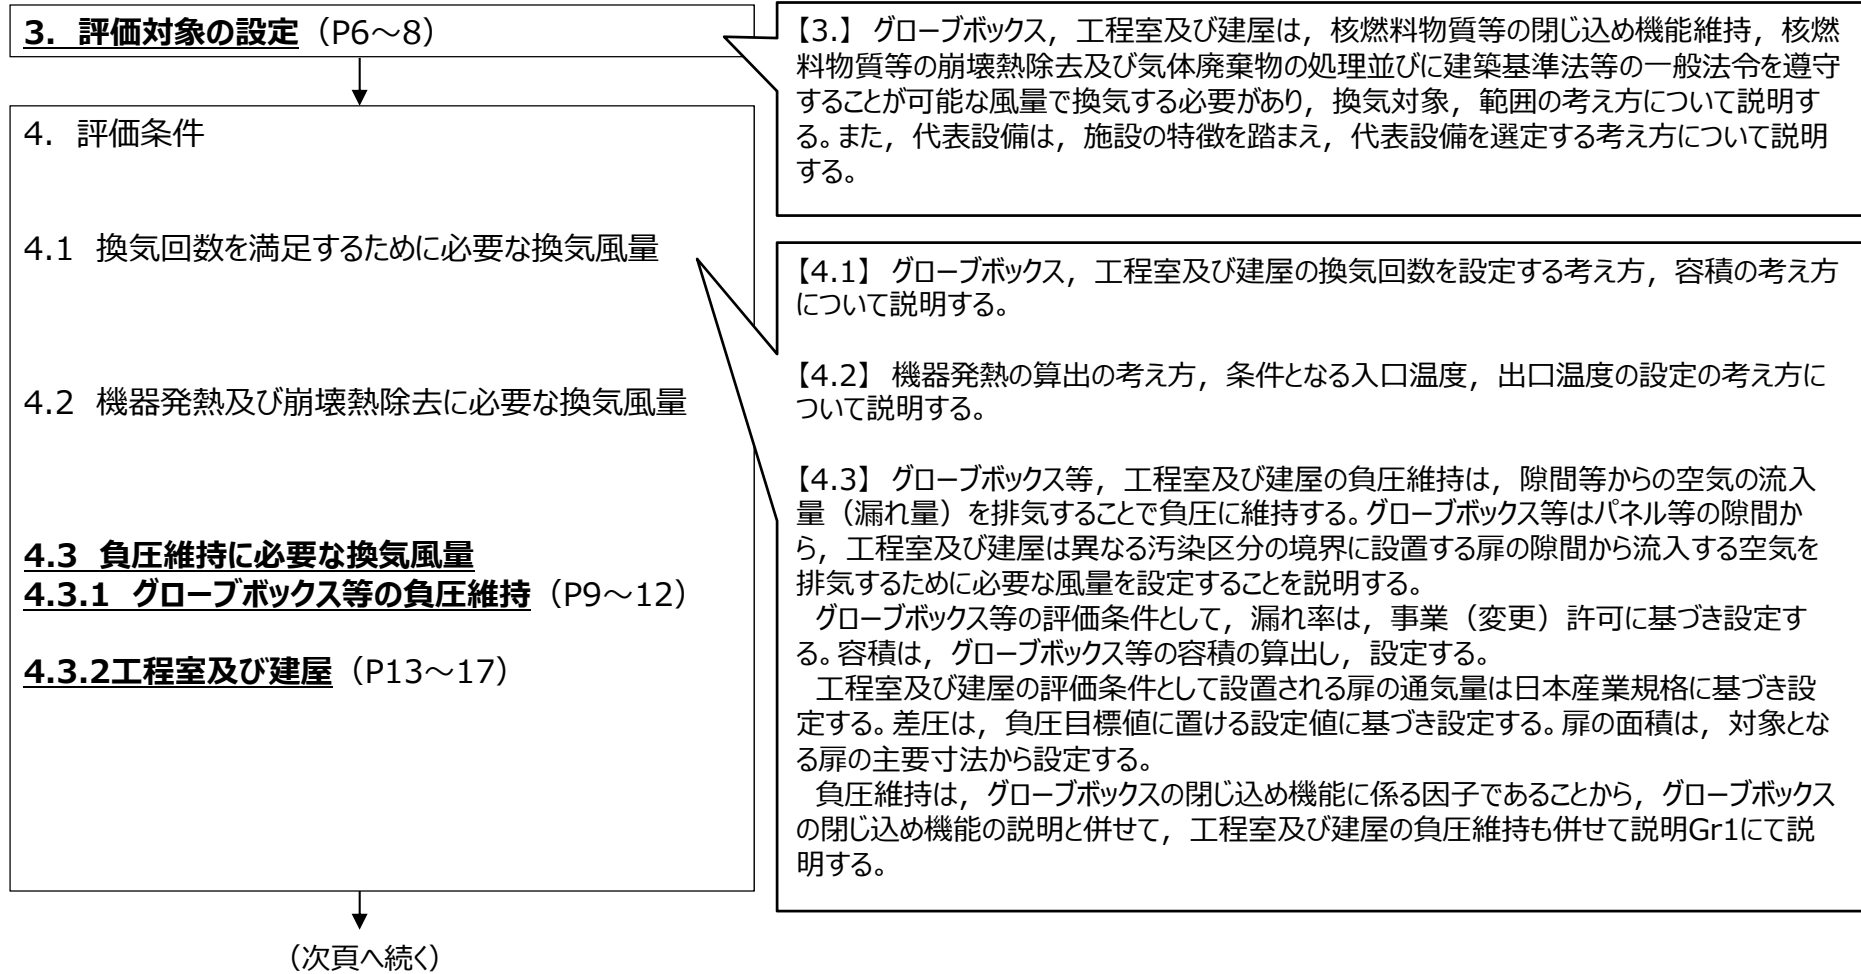 3. 評価対象の設定（P6～8）
4. 評価条件
4.1 換気回数を満足するために必要な換気風量
4.2 機器発熱及び崩壊熱除去に必要な換気風量
4.3 負圧維持に必要な換気風量
4.3.1 グローブボックス等の負圧維持（P9～12）
4.3.2工程室及び建屋（P13～17）
（次頁へ続く）
【3.】 グローブボックス，工程室及び建屋は，核燃料物質等の閉じ込め機能維持，核燃
料物質等の崩壊熱除去及び気体廃棄物の処理並びに建築基準法等の一般法令を遵守
することが可能な風量で換気する必要があり，換気対象，範囲の考え方について説明す
る。また，代表設備は，施設の特徴を踏まえ，代表設備を選定する考え方について説明
する。
【4.1】 グローブボックス，工程室及び建屋の換気回数を設定する考え方，容積の考え方
について説明する。
【4.2】 機器発熱の算出の考え方，条件となる入口温度，出口温度の設定の考え方に
ついて説明する。
【4.3】 グローブボックス等，工程室及び建屋の負圧維持は，隙間等からの空気の流入
量（漏れ量）を排気することで負圧に維持する。グローブボックス等はパネル等の隙間か
ら，工程室及び建屋は異なる汚染区分の境界に設置する扉の隙間から流入する空気を
排気するために必要な風量を設定することを説明する。
グローブボックス等の評価条件として，漏れ率は，事業（変更）許可に基づき設定す
る。容積は，グローブボックス等の容積の算出し，設定する。
工程室及び建屋の評価条件として設置される扉の通気量は日本産業規格に基づき設
定する。差圧は，負圧目標値に置ける設定値に基づき設定する。扉の面積は，対象とな
る扉の主要寸法から設定する。
負圧維持は，グローブボックスの閉じ込め機能に係る因子であることから，グローブボックス
の閉じ込め機能の説明と併せて，工程室及び建屋の負圧維持も併せて説明Gr1にて説
明する。